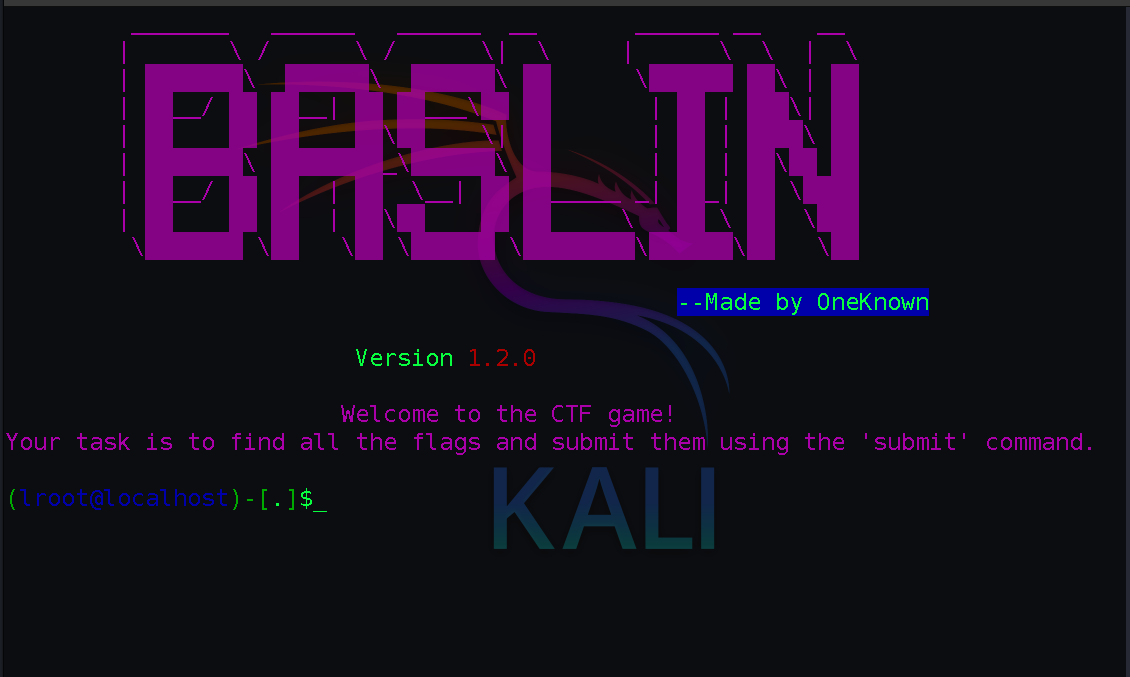 BASLIN
--Made by OneKnown
Version 1.2.0
Welcome to the CTF game!
Your task is to find all the flags and submit them using the 'submit' command.
(lroot@localhost)-[.]$_
KALI